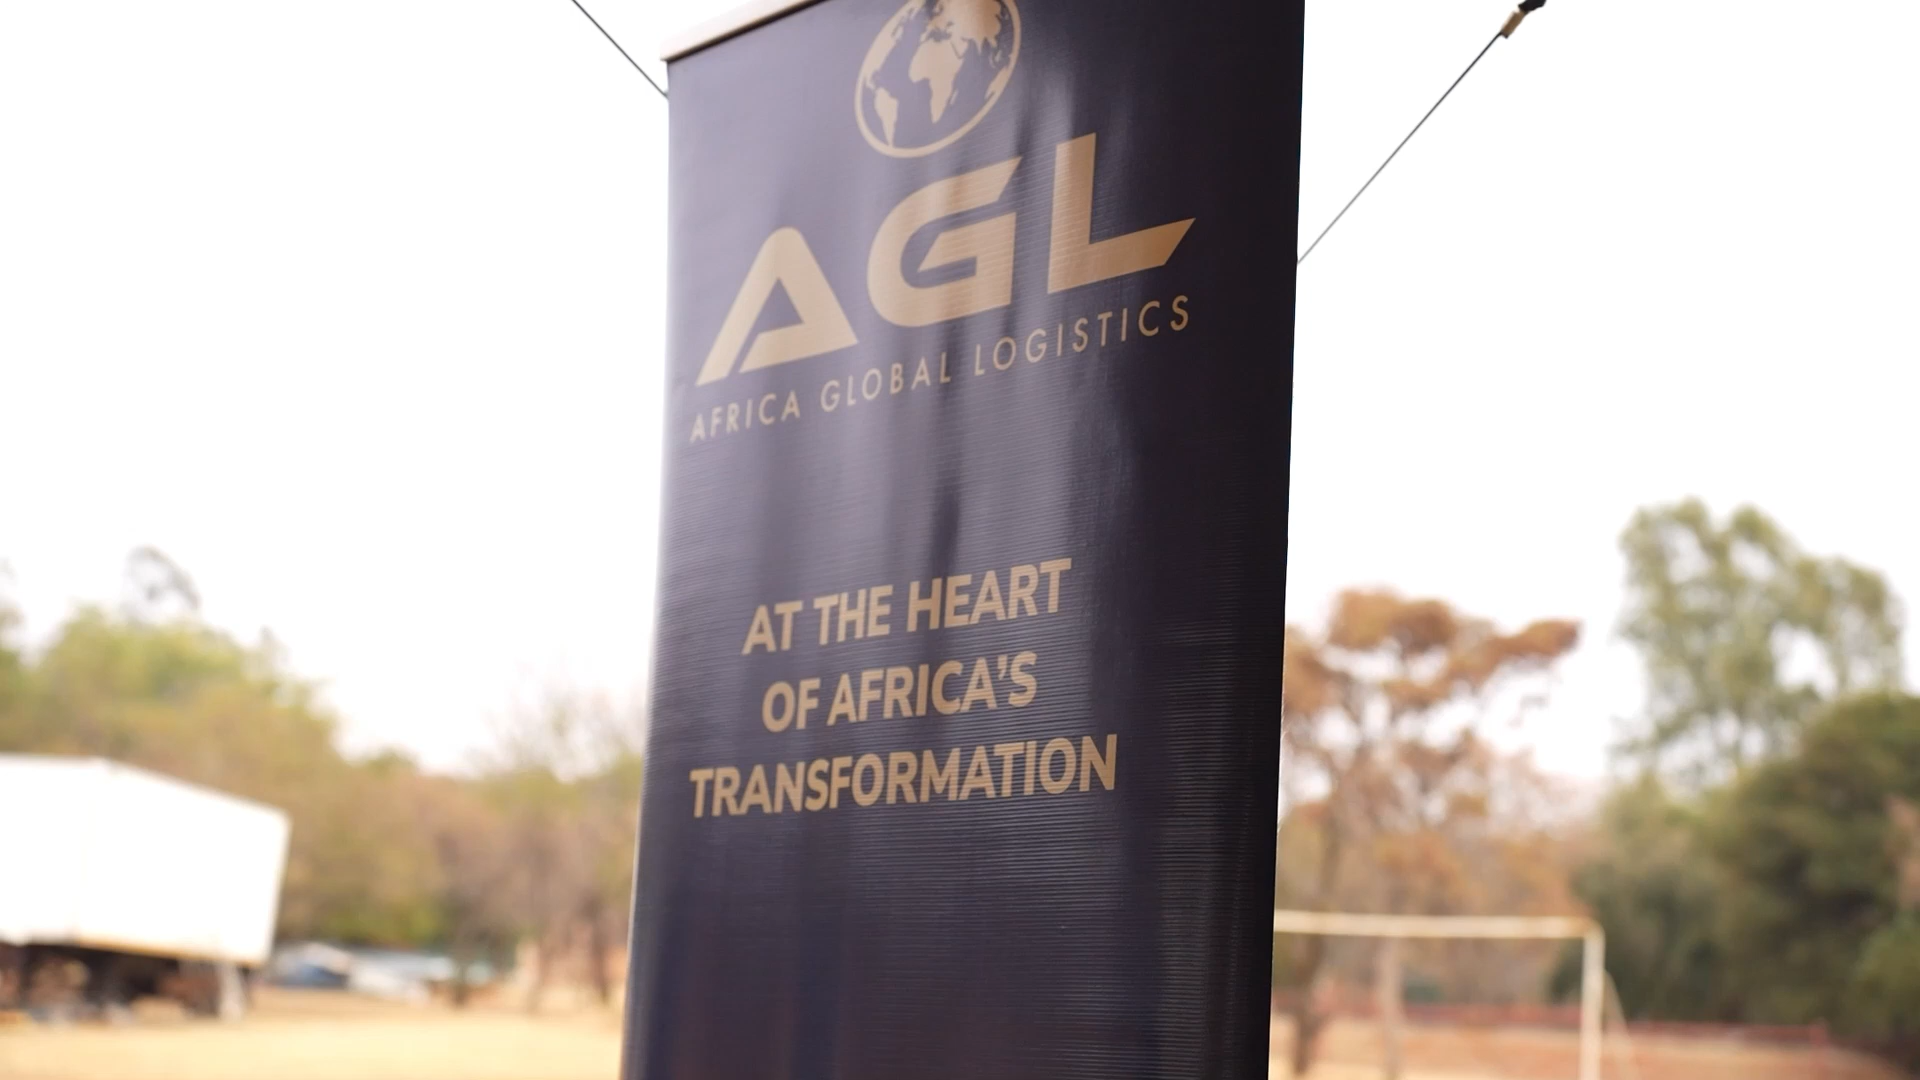 AGL
AFRICA GLOBAL LOGISTICS
AT THE HEART
OF AFRICA'S
TRANSFORMATION